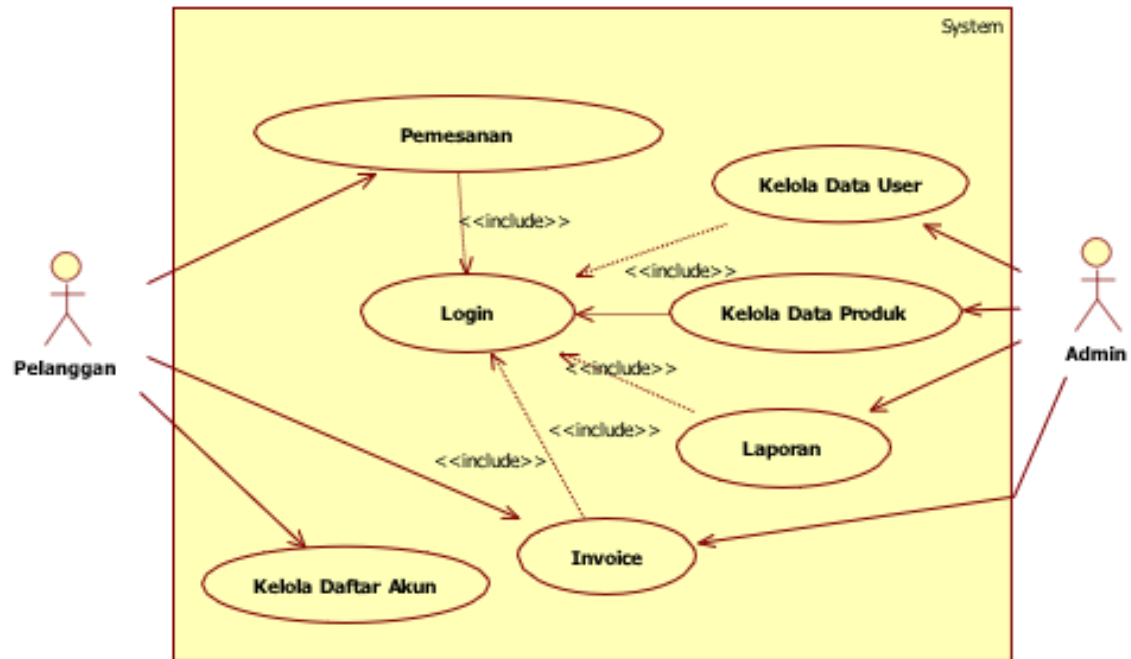 System
Pemesanan
Kelola Data User
<<include>>
<<include>>
Login
Kelola Data Produk
Pelanggan
Admin
<<include>>
<<include>>
Laporan
<<include>>
Invoice
Kelola Daftar Akun